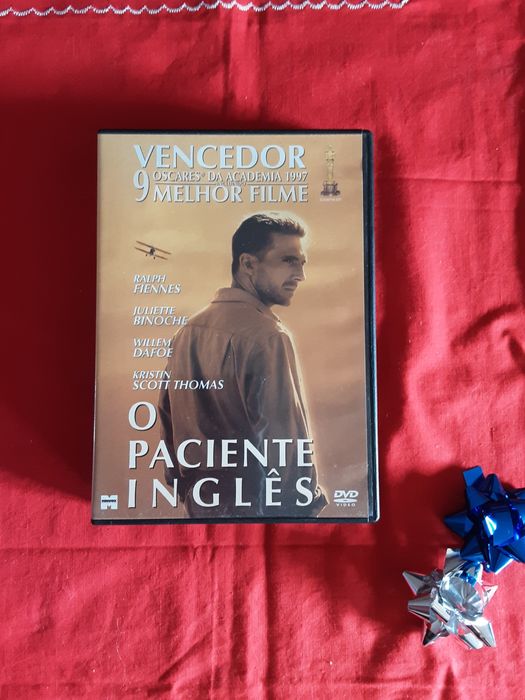 VENCEDOR
9 OSCARES® DA ACADEMIA 1997
MELHOR FILME
RALPH
FIENNES
JULIETTE
BINOCHE
WILLEM
DAFOE
KRISTIN
SCOTT THOMAS
O
PACIENTE
INGLÊS
DVD
VIDEO